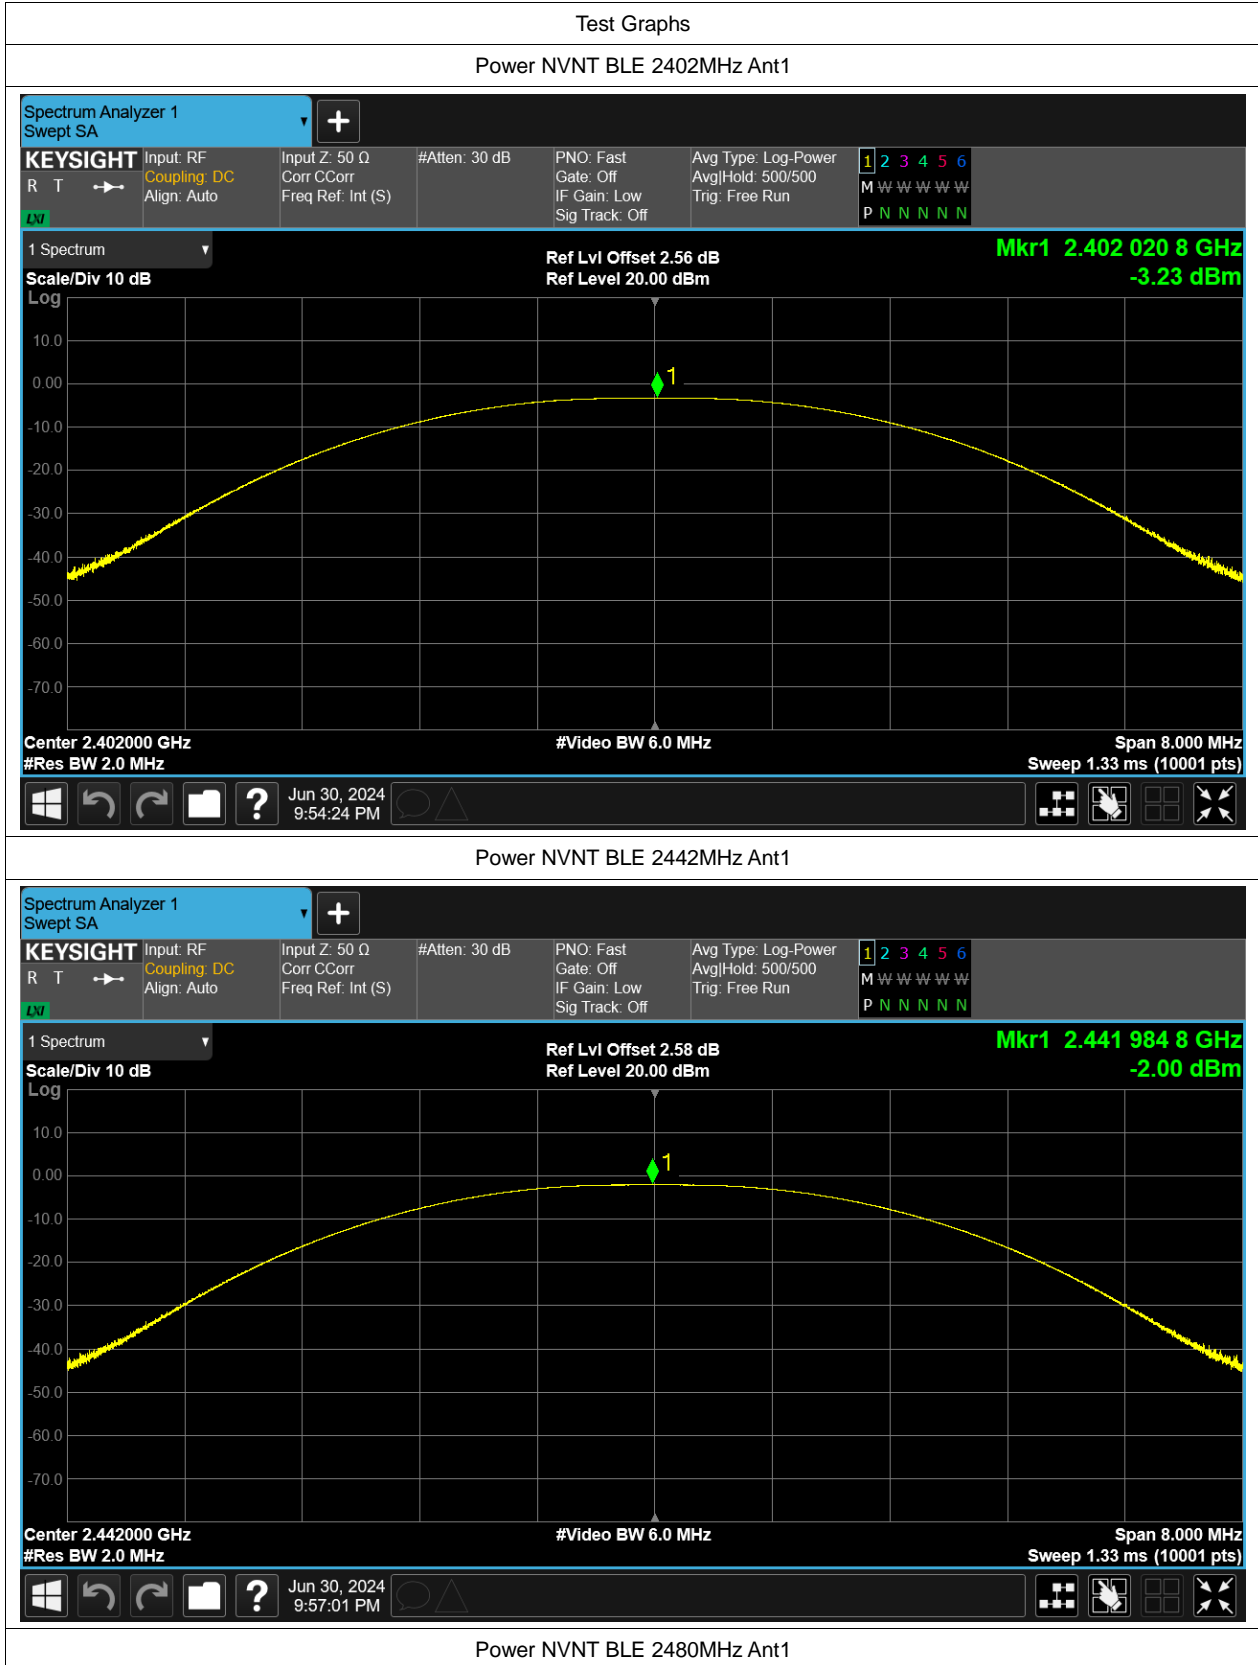 Test Graphs
Power NVNT BLE 2402MHz Ant1
Spectrum Analyzer 1
Swept SA
KEYSIGHT Input: RF Input Z: 50 Ω #Atten: 30 dB PNO: Fast Avg Type: Log-Power 1 2 3 4 5 6
R T Coupling: DC Corr CCorr Gate: Off Avg|Hold: 500/500 M W W W W W
Align: Auto Freq Ref: Int (S) IF Gain: Low Trig: Free Run
LXI Sig Track: Off P N N N N N
1 Spectrum Ref Lvl Offset 2.56 dB Mkr1 2.402 020 8 GHz
Scale/Div 10 dB Ref Level 20.00 dBm -3.23 dBm
Log
10.0
1
0.00
-10.0
-20.0
-30.0
-40.0
-50.0
-60.0
-70.0
Center 2.402000 GHz #Video BW 6.0 MHz Span 8.000 MHz
#Res BW 2.0 MHz Sweep 1.33 ms (10001 pts)
? Jun 30, 2024
9:54:24 PM
Power NVNT BLE 2442MHz Ant1
Spectrum Analyzer 1
Swept SA
KEYSIGHT Input: RF Input Z: 50 Ω #Atten: 30 dB PNO: Fast Avg Type: Log-Power 1 2 3 4 5 6
R T Coupling: DC Corr CCorr Gate: Off Avg|Hold: 500/500 M W W W W W
Align: Auto Freq Ref: Int (S) IF Gain: Low Trig: Free Run
LXI Sig Track: Off P N N N N N
1 Spectrum Ref Lvl Offset 2.58 dB Mkr1 2.441 984 8 GHz
Scale/Div 10 dB Ref Level 20.00 dBm -2.00 dBm
Log
10.0
1
0.00
-10.0
-20.0
-30.0
-40.0
-50.0
-60.0
-70.0
Center 2.442000 GHz #Video BW 6.0 MHz Span 8.000 MHz
#Res BW 2.0 MHz Sweep 1.33 ms (10001 pts)
? Jun 30, 2024
9:57:01 PM
Power NVNT BLE 2480MHz Ant1